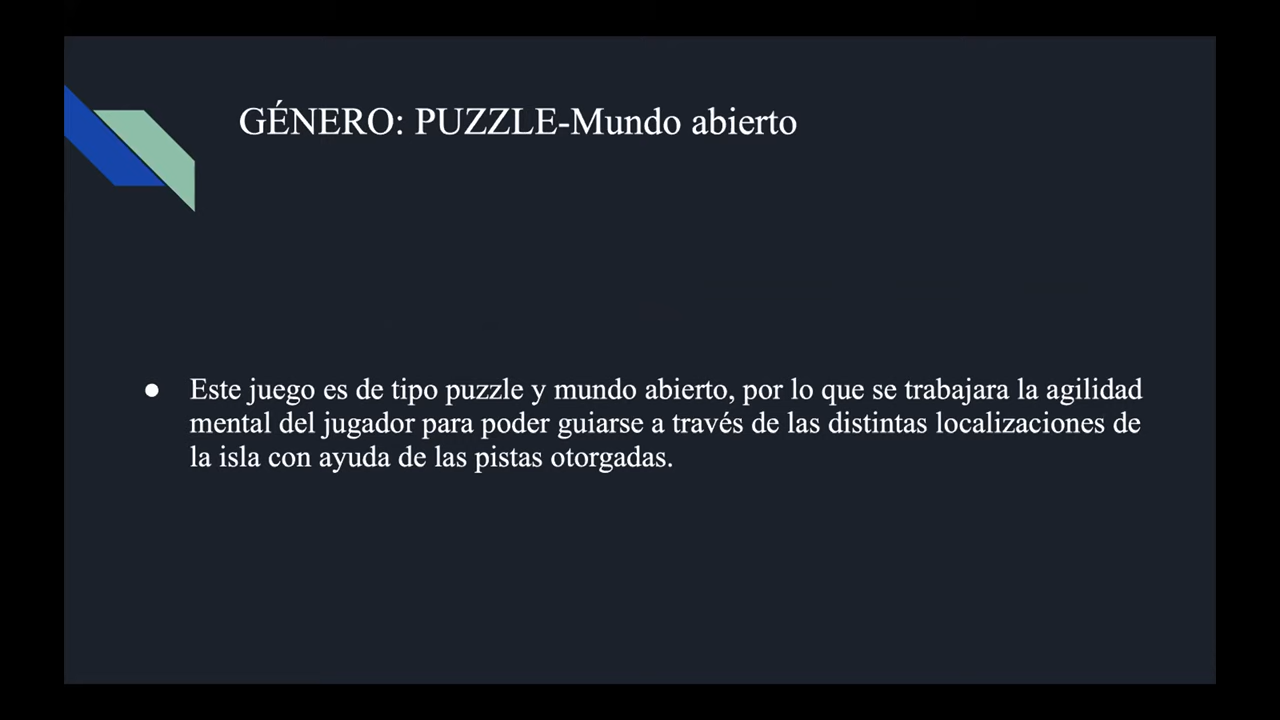 GÉNERO: PUZZLE-Mundo abierto
● Este juego es de tipo puzzle y mundo abierto, por lo que se trabajara la agilidad
mental del jugador para poder guiarse a través de las distintas localizaciones de
la isla con ayuda de las pistas otorgadas.